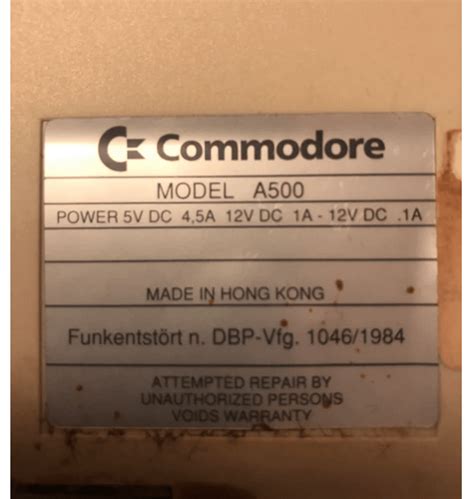 Commodore
MODEL A500
POWER 5V DC 4,5A 12V DC 1A - 12V DC .1A
MADE IN HONG KONG
Funkentstört n. DBP-Vfg. 1046/1984
ATTEMPTED REPAIR BY
UNAUTHORIZED PERSONS
VOIDS WARRANTY